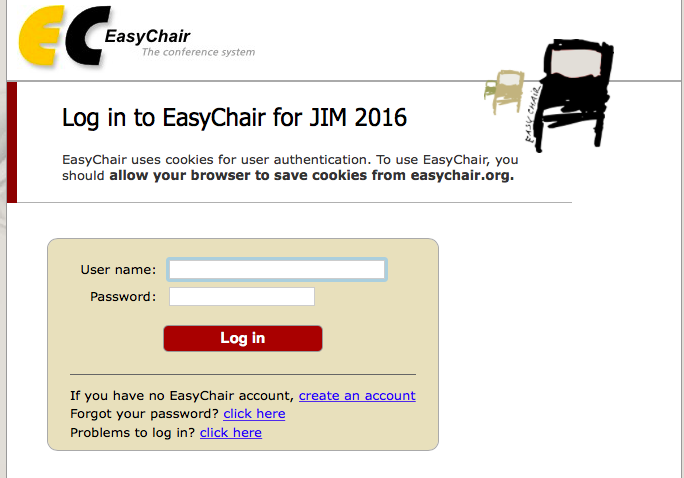 EC EasyChair
The conference system
EASY CHAIR
Log in to EasyChair for JIM 2016
EasyChair uses cookies for user authentication. To use EasyChair, you
should allow your browser to save cookies from easychair.org.
User name:
Password:
Log in
If you have no EasyChair account, create an account
Forgot your password? click here
Problems to log in? click here